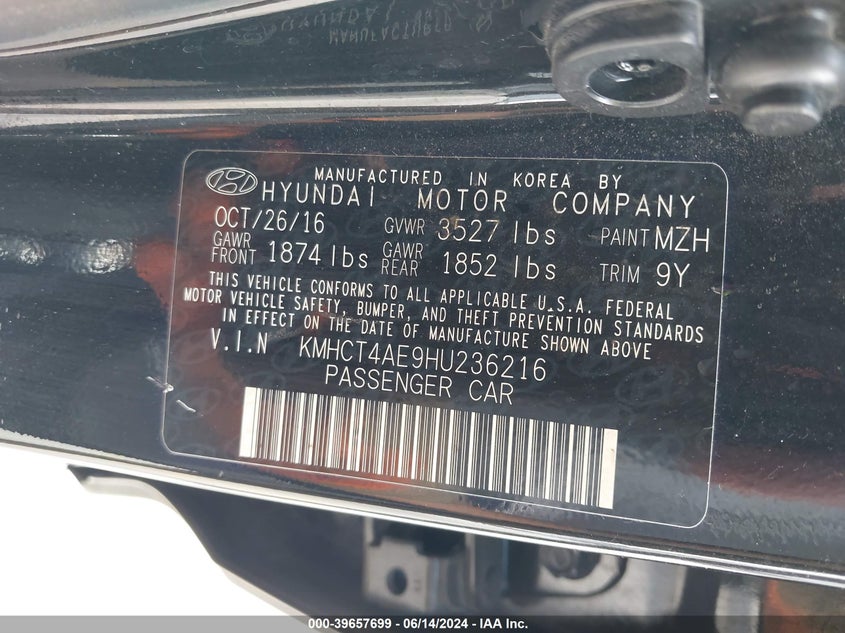 MANUFACTURED IN KOREA BY
HYUNDAI MOTOR COMPANY
OCT/26/16 GVWR 3527 lbs PAINT MZH
GAWR FRONT 1874 lbs GAWR REAR 1852 lbs TRIM 9Y
THIS VEHICLE CONFORMS TO ALL APPLICABLE U.S.A. FEDERAL
MOTOR VEHICLE SAFETY, BUMPER, AND THEFT PREVENTION STANDARDS
IN EFFECT ON THE DATE OF MANUFACTURE SHOWN ABOVE
V.I.N KMHCT4AE9HU236216
PASSENGER CAR
000-39657699 - 06/14/2024 - IAA Inc.